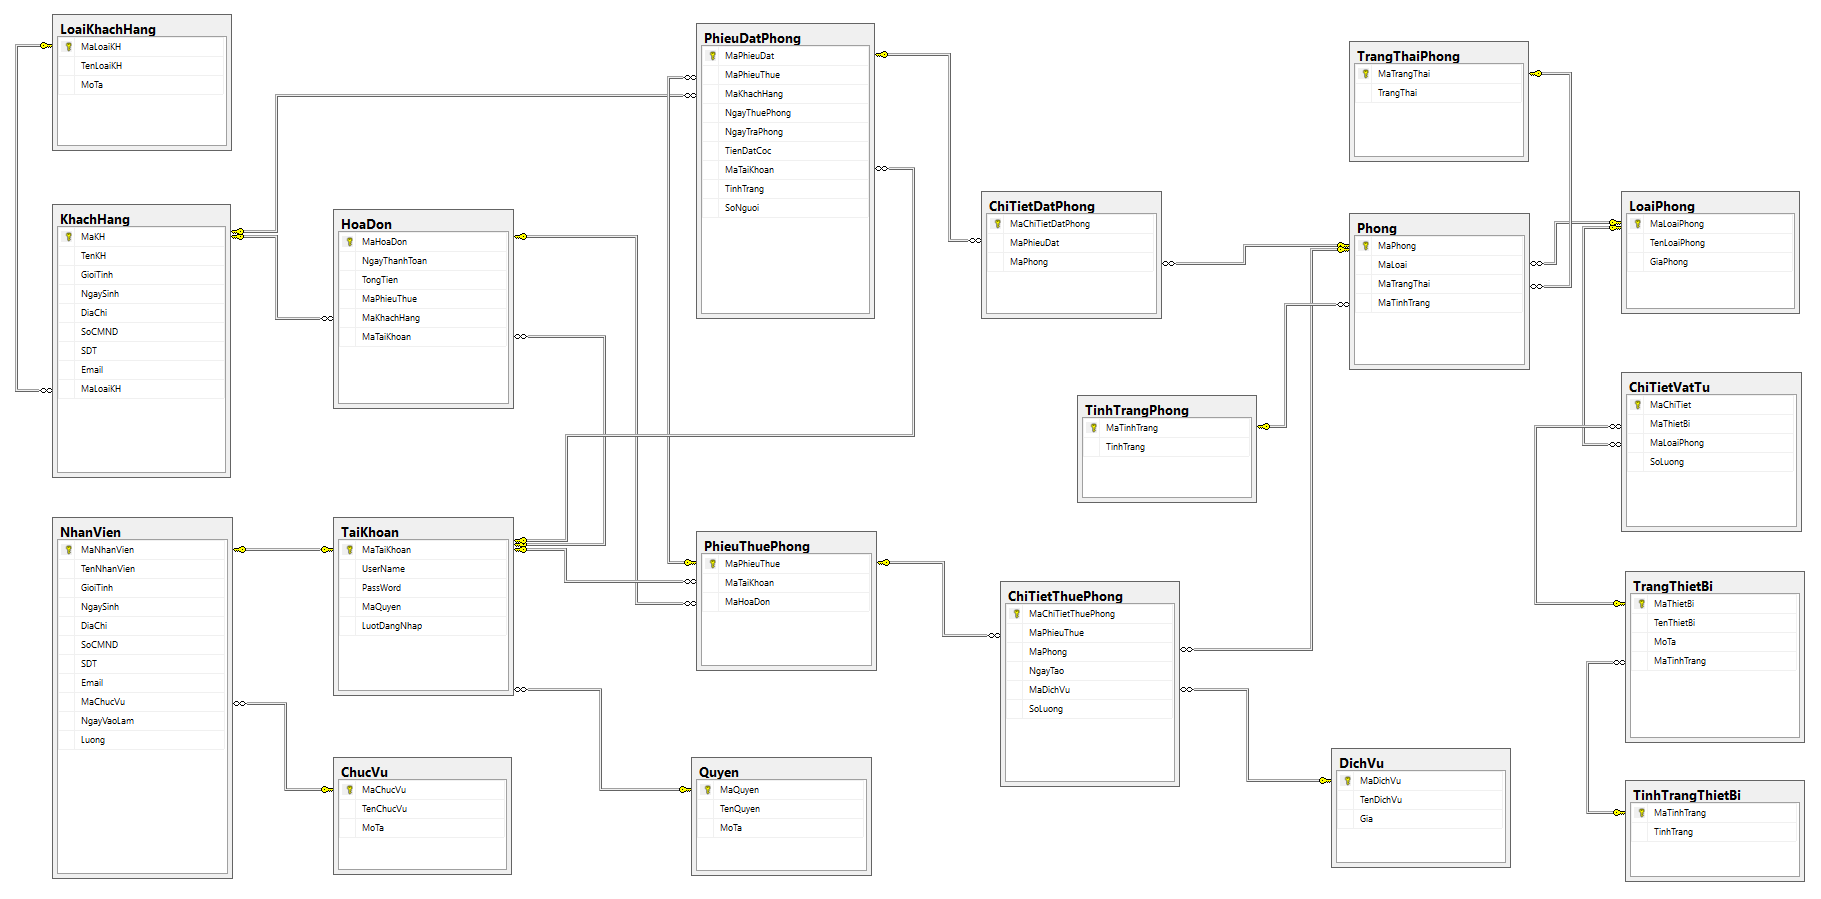 LoaiKhachHang
MaLoaiKH
TenLoaiKH
MoTa
KhachHang
MaKH
TenKH
GioiTinh
NgaySinh
DiaChi
SoCMND
SDT
Email
MaLoaiKH
NhanVien
MaNhanVien
TenNhanVien
GioiTinh
NgaySinh
DiaChi
SoCMND
SDT
Email
MaChucVu
NgayVaoLam
Luong
HoaDon
MaHoaDon
NgayThanhToan
TongTien
MaPhieuThue
MaKhachHang
MaTaiKhoan
TaiKhoan
MaTaiKhoan
UserName
PassWord
MaQuyen
LuotDangNhap
ChucVu
MaChucVu
TenChucVu
MoTa
PhieuDatPhong
MaPhieuDat
MaPhieuThue
MaKhachHang
NgayThuePhong
NgayTraPhong
TienDatCoc
MaTaiKhoan
TinhTrang
SoNguoi
PhieuThuePhong
MaPhieuThue
MaTaiKhoan
MaHoaDon
Quyen
MaQuyen
TenQuyen
MoTa
ChiTietDatPhong
MaChiTietDatPhong
MaPhieuDat
MaPhong
TinhTrangPhong
MaTinhTrang
TinhTrang
ChiTietThuePhong
MaChiTietThuePhong
MaPhieuThue
MaPhong
NgayTao
MaDichVu
SoLuong
TrangThaiPhong
MaTrangThai
TrangThai
Phong
MaPhong
MaLoai
MaTrangThai
MaTinhTrang
DichVu
MaDichVu
TenDichVu
Gia
LoaiPhong
MaLoaiPhong
TenLoaiPhong
GiaPhong
ChiTietVatTu
MaChiTiet
MaThietBi
MaLoaiPhong
SoLuong
TrangThietBi
MaThietBi
TenThietBi
MoTa
MaTinhTrang
TinhTrangThietBi
MaTinhTrang
TinhTrang